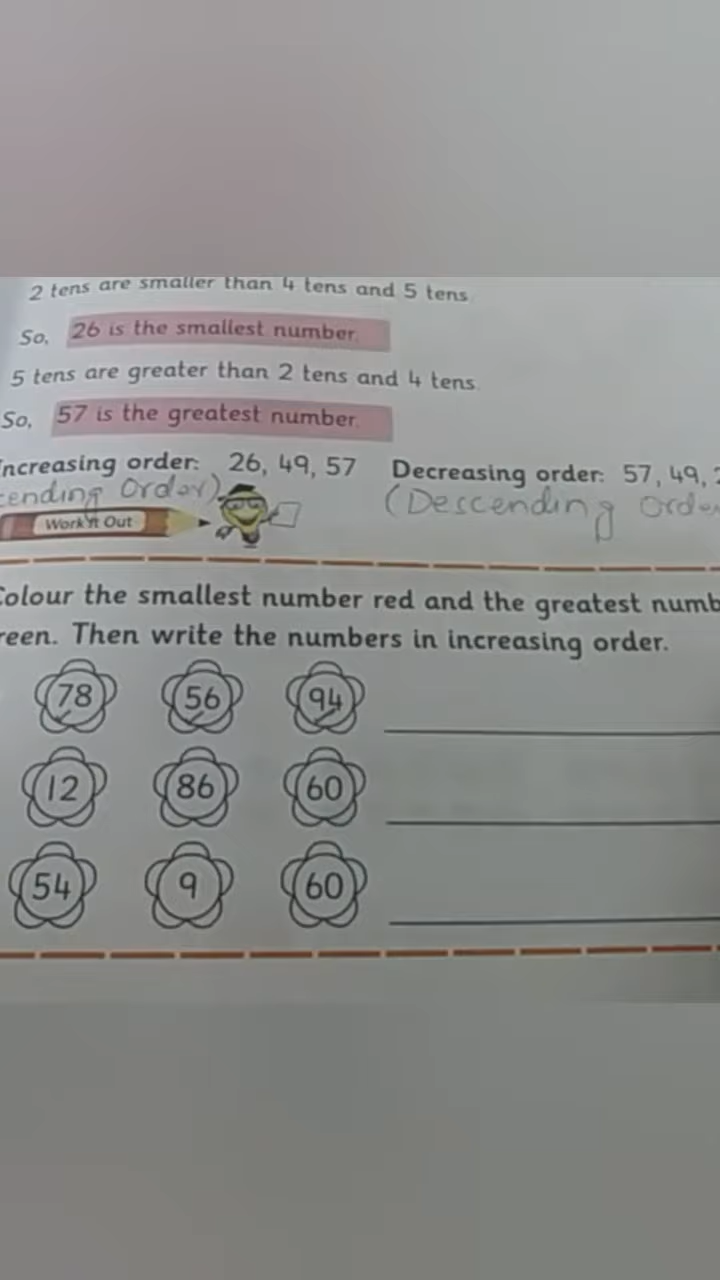 2 tens are smaller than 4 tens and 5 tens
So, 26 is the smallest number.
5 tens are greater than 2 tens and 4 tens
So, 57 is the greatest number.
ncreasing order: 26, 49, 57 Decreasing order: 57, 49,
cending Order) (Descending Order
Work it Out
Colour the smallest number red and the greatest numb
reen. Then write the numbers in increasing order.
78 56 94
12 86 60
54 9 60